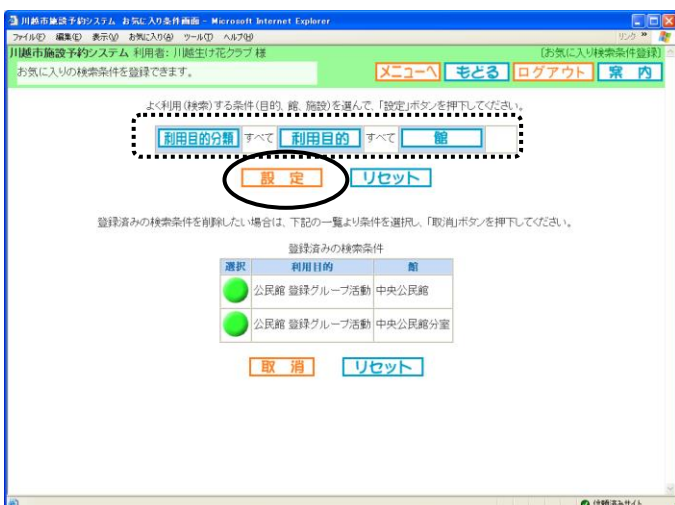 川越市施設予約システム お気に入り条件画面 - Microsoft Internet Explorer
ファイル(F) 編集(E) 表示(V) お気に入り(A) ツール(T) ヘルプ(H) リンク »
川越市施設予約システム 利用者: 川越生け花クラブ 様 [お気に入り検索条件登録]
お気に入りの検索条件を登録できます。 メニューへ もどる ログアウト 案 内
よく利用(検索)する条件(目的、館、施設)を選んで、「設定」ボタンを押下してください。
利用目的分類 すべて 利用目的 すべて 館
設 定 リセット
登録済みの検索条件を削除したい場合は、下記の一覧より条件を選択し、「取消」ボタンを押下してください。
登録済みの検索条件
選択 利用目的 館
公民館 登録グループ活動 中央公民館
公民館 登録グループ活動 中央公民館分室
取 消 リセット
信頼済みサイト